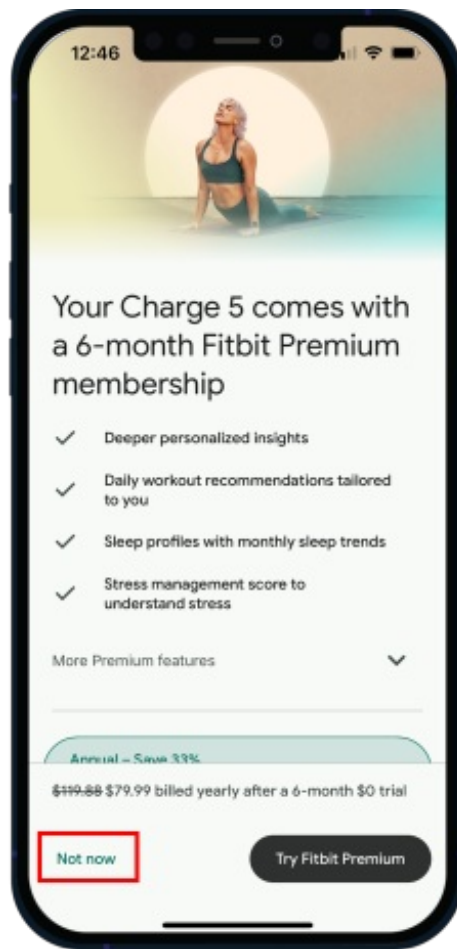 12:46
Your Charge 5 comes with
a 6-month Fitbit Premium
membership
Deeper personalized insights
Daily workout recommendations tailored
to you
Sleep profiles with monthly sleep trends
Stress management score to
understand stress
More Premium features
Annual – Save 33%
$119.88 $79.99 billed yearly after a 6-month $0 trial
Not now
Try Fitbit Premium